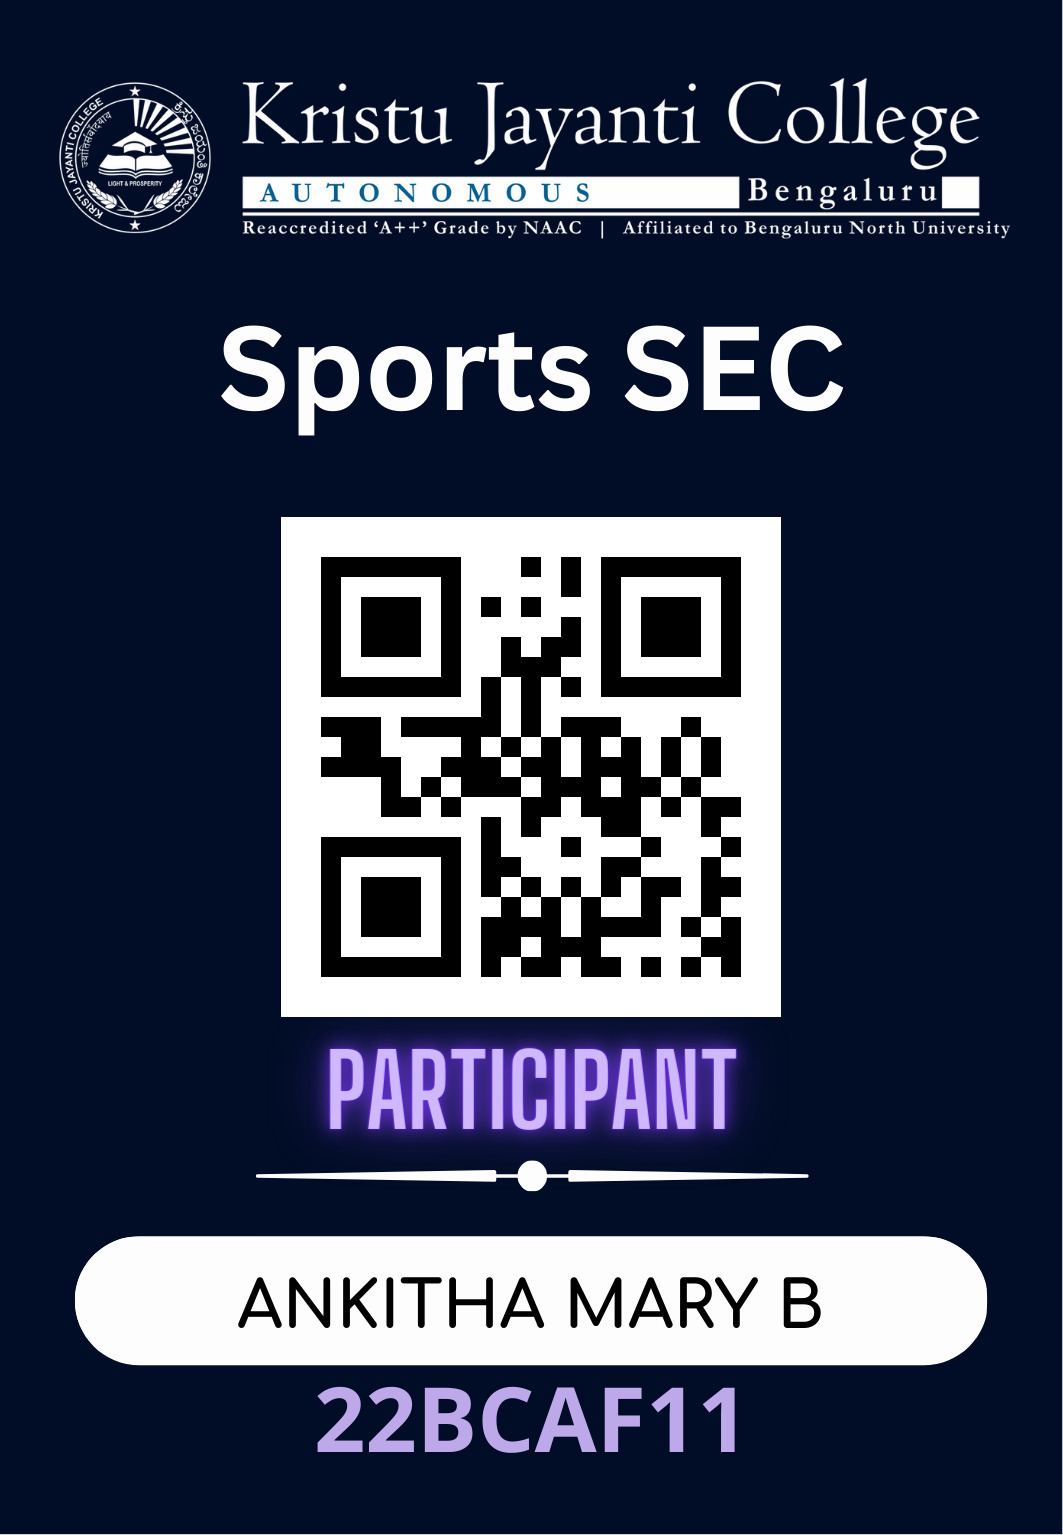 Kristu Jayanti College
AUTONOMOUS Bengaluru
Reaccredited ‘A++’ Grade by NAAC | Affiliated to Bengaluru North University
KRISTU JAYANTI COLLEGE
ಕ್ರಿಸ್ತು ಜಯಂತಿ ಕಾಲೇಜು
LIGHT & PROSPERITY
Sports SEC
PARTICIPANT
ANKITHA MARY B
22BCAF11